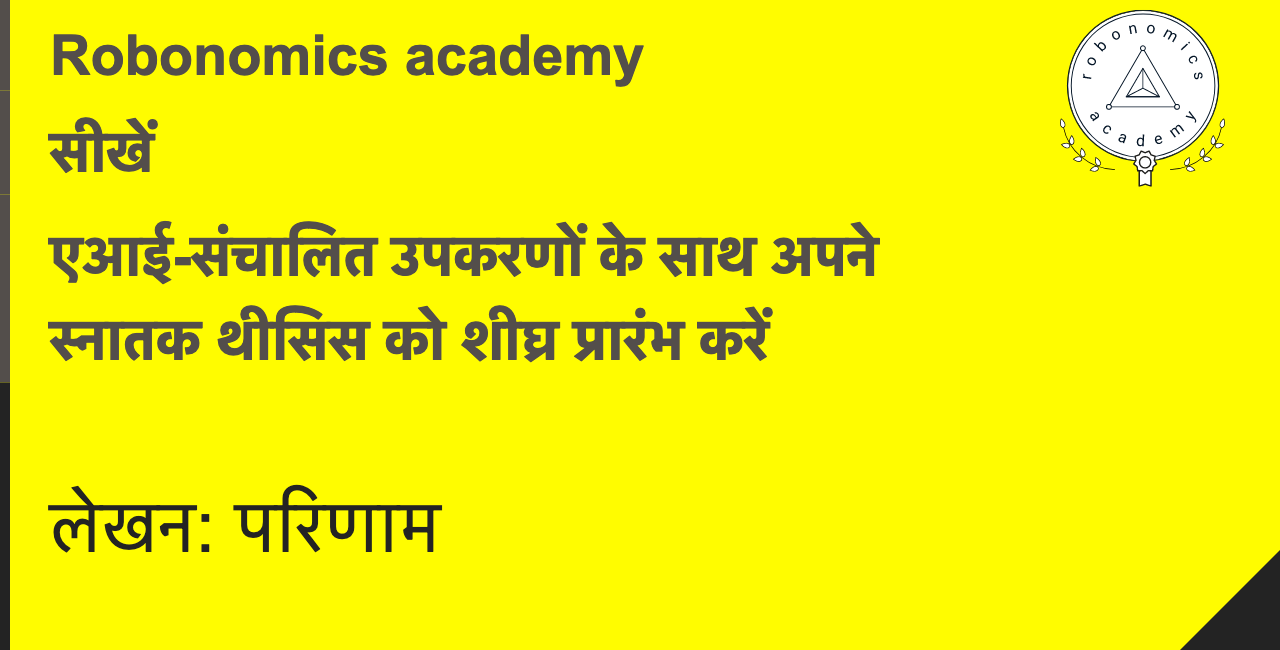 Robonomics academy
सीखें
एआई-संचालित उपकरणों के साथ अपने
स्नातक थीसिस को शीघ्र प्रारंभ करें
लेखन: परिणाम
robonomics
academy